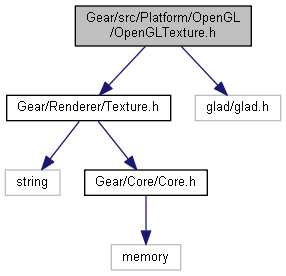 Gear/src/Platform/OpenGL
/OpenGLTexture.h
Gear/Renderer/Texture.h
glad/glad.h
string
Gear/Core/Core.h
memory